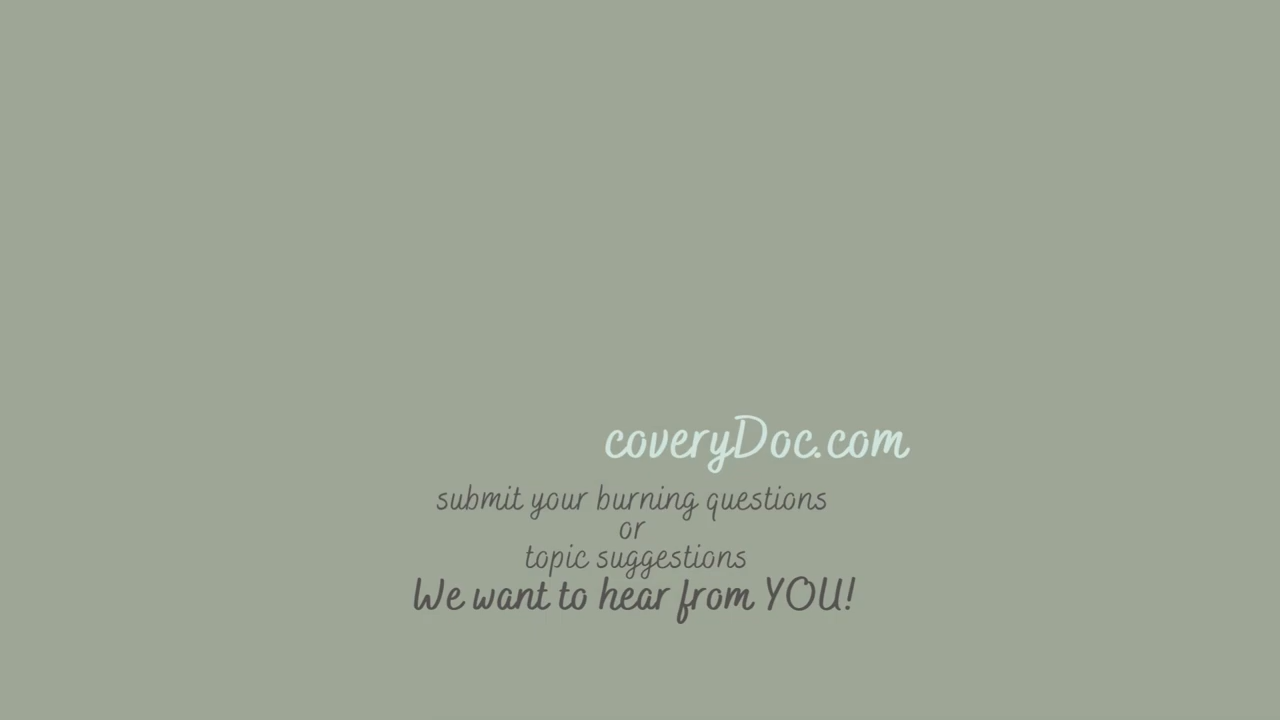 coveryDoc.com
submit your burning questions
or
topic suggestions
We want to hear from YOU!